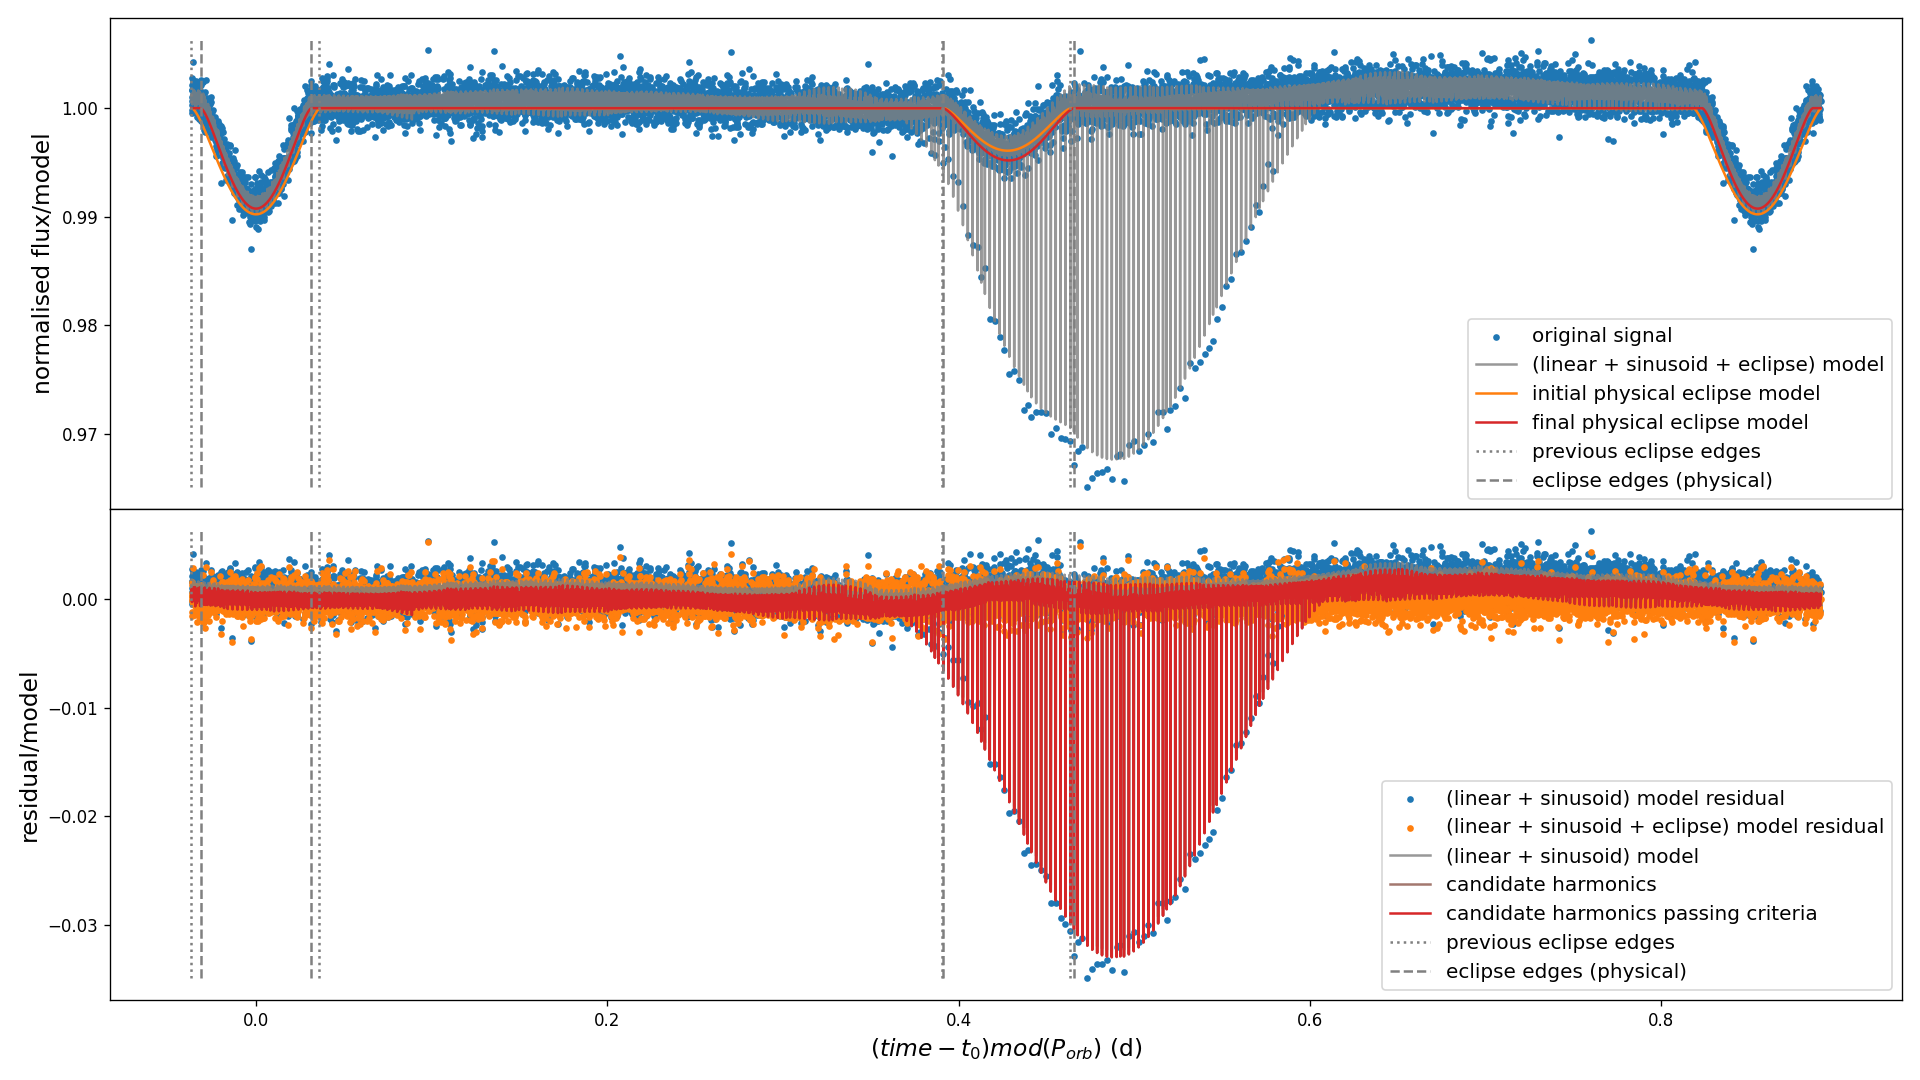 normalised flux/model
1.00
0.99
0.98
0.97
original signal
(linear + sinusoid + eclipse) model
initial physical eclipse model
final physical eclipse model
previous eclipse edges
eclipse edges (physical)
residual/model
0.00
−0.01
−0.02
−0.03
(linear + sinusoid) model residual
(linear + sinusoid + eclipse) model residual
(linear + sinusoid) model
candidate harmonics
candidate harmonics passing criteria
previous eclipse edges
eclipse edges (physical)
0.0 0.2 0.4 0.6 0.8
(time − t₀)mod(P_orb) (d)